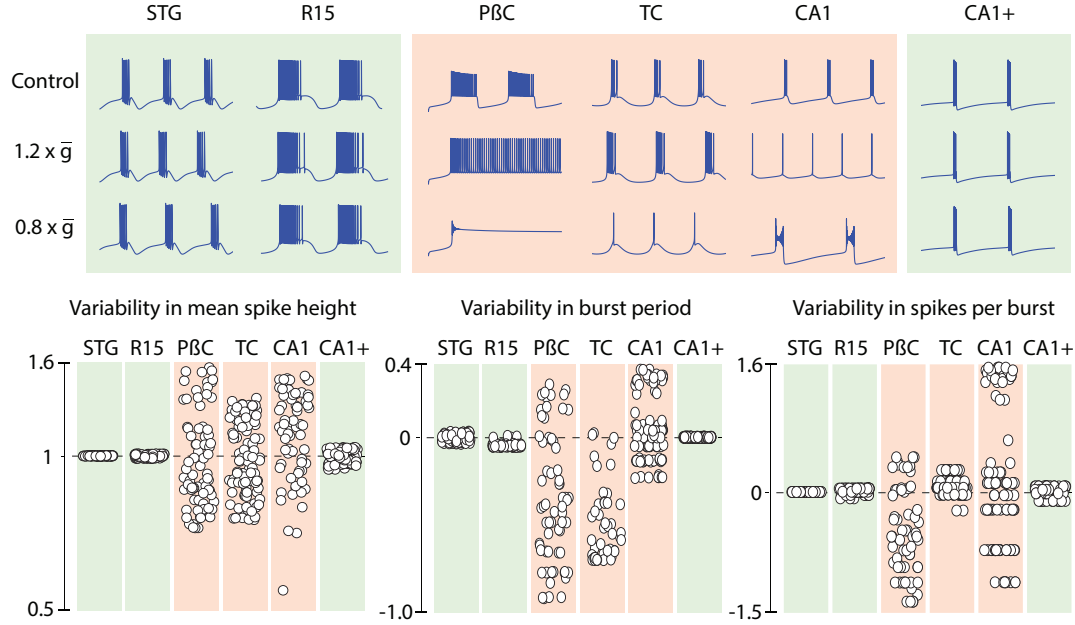 STG R15 PßC TC CA1 CA1+
Control
1.2 x g̅
0.8 x g̅
Variability in mean spike height
STG R15 PßC TC CA1 CA1+
1.6
1
0.5
Variability in burst period
STG R15 PßC TC CA1 CA1+
0.4
0
-1.0
Variability in spikes per burst
STG R15 PßC TC CA1 CA1+
1.6
0
-1.5